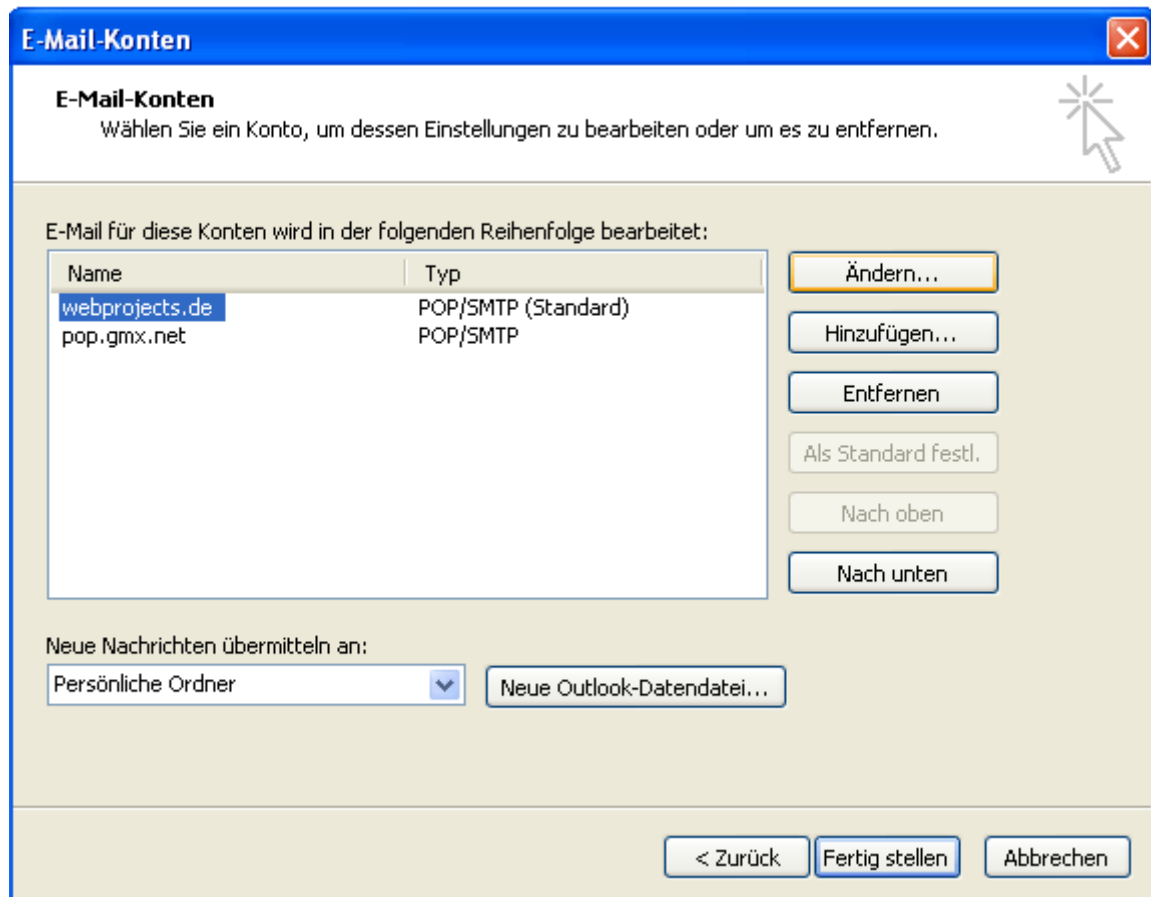 E-Mail-Konten
E-Mail-Konten
Wählen Sie ein Konto, um dessen Einstellungen zu bearbeiten oder um es zu entfernen.
E-Mail für diese Konten wird in der folgenden Reihenfolge bearbeitet:
Name Typ
webprojects.de POP/SMTP (Standard)
pop.gmx.net POP/SMTP
Ändern...
Hinzufügen...
Entfernen
Als Standard festl.
Nach oben
Nach unten
Neue Nachrichten übermitteln an:
Persönliche Ordner Neue Outlook-Datendatei...
< Zurück Fertig stellen Abbrechen